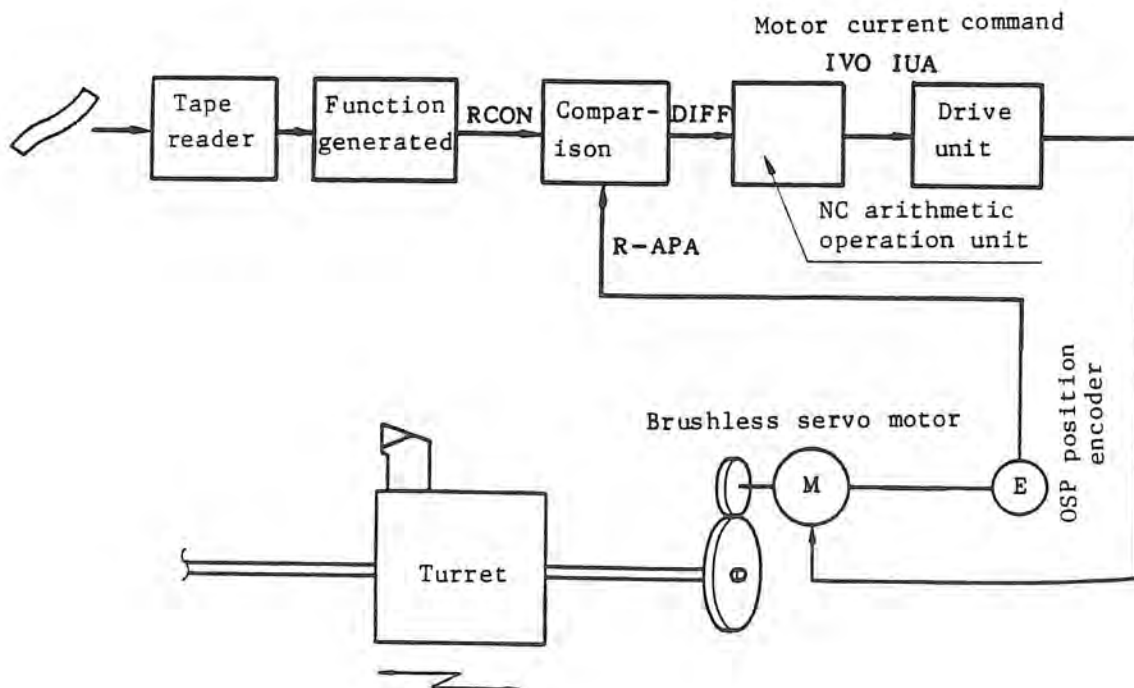 Motor current command
IVO IUA
Tape
reader
Function
generated
RCON
Compar-
ison
DIFF
Drive
unit
NC arithmetic
operation unit
R-APA
OSP position
encoder
Brushless servo motor
M
E
Turret